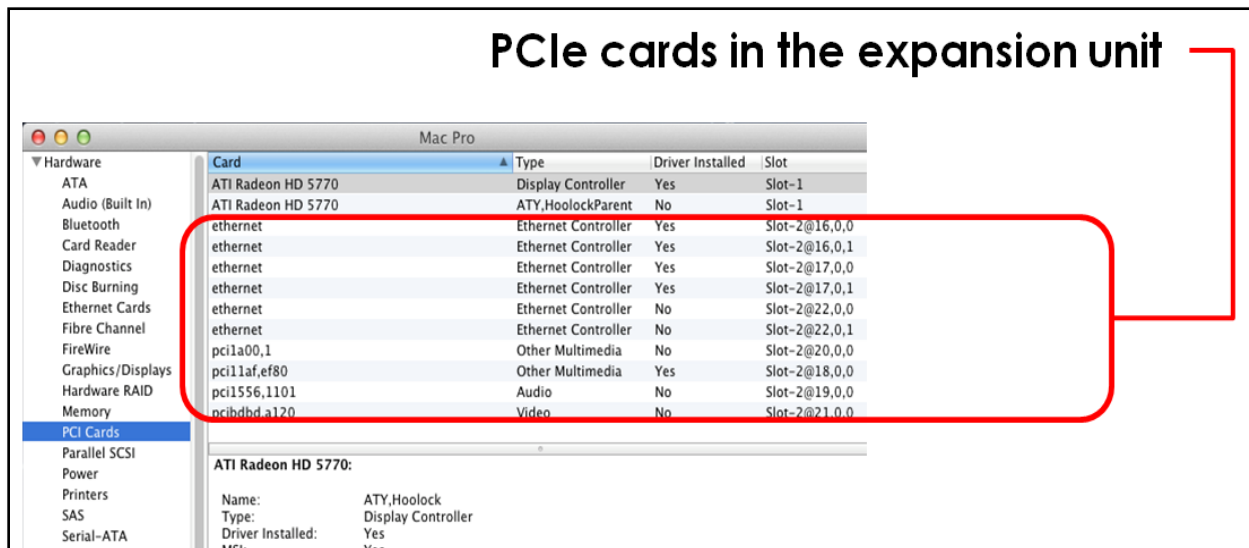 PCIe cards in the expansion unit
Mac Pro
Hardware
ATA
Audio (Built In)
Bluetooth
Card Reader
Diagnostics
Disc Burning
Ethernet Cards
Fibre Channel
FireWire
Graphics/Displays
Hardware RAID
Memory
PCI Cards
Parallel SCSI
Power
Printers
SAS
Serial-ATA
Card Type Driver Installed Slot
ATI Radeon HD 5770 Display Controller Yes Slot-1
ATI Radeon HD 5770 ATY,HoolockParent No Slot-1
ethernet Ethernet Controller Yes Slot-2@16,0,0
ethernet Ethernet Controller Yes Slot-2@16,0,1
ethernet Ethernet Controller Yes Slot-2@17,0,0
ethernet Ethernet Controller Yes Slot-2@17,0,1
ethernet Ethernet Controller No Slot-2@22,0,0
ethernet Ethernet Controller No Slot-2@22,0,1
pci1a00,1 Other Multimedia No Slot-2@20,0,0
pci11af,ef80 Other Multimedia Yes Slot-2@18,0,0
pci1556,1101 Audio No Slot-2@19,0,0
pcibdbd,a120 Video No Slot-2@21,0,0
ATI Radeon HD 5770:
Name: ATY,Hoolock
Type: Display Controller
Driver Installed: Yes